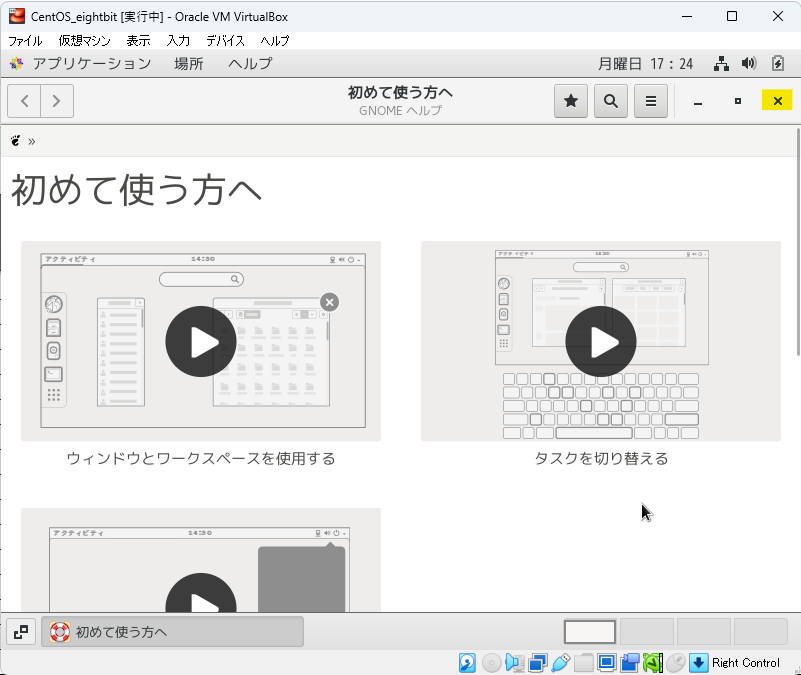 CentOS_eightbit [実行中] - Oracle VM VirtualBox
ファイル 仮想マシン 表示 入力 デバイス ヘルプ
アプリケーション 場所 ヘルプ 月曜日 17：24
初めて使う方へ
GNOME ヘルプ
»
初めて使う方へ
アクティビティ 14:30
アクティビティ 14:30
ウィンドウとワークスペースを使用する
タスクを切り替える
アクティビティ 14:30
初めて使う方へ
Right Control